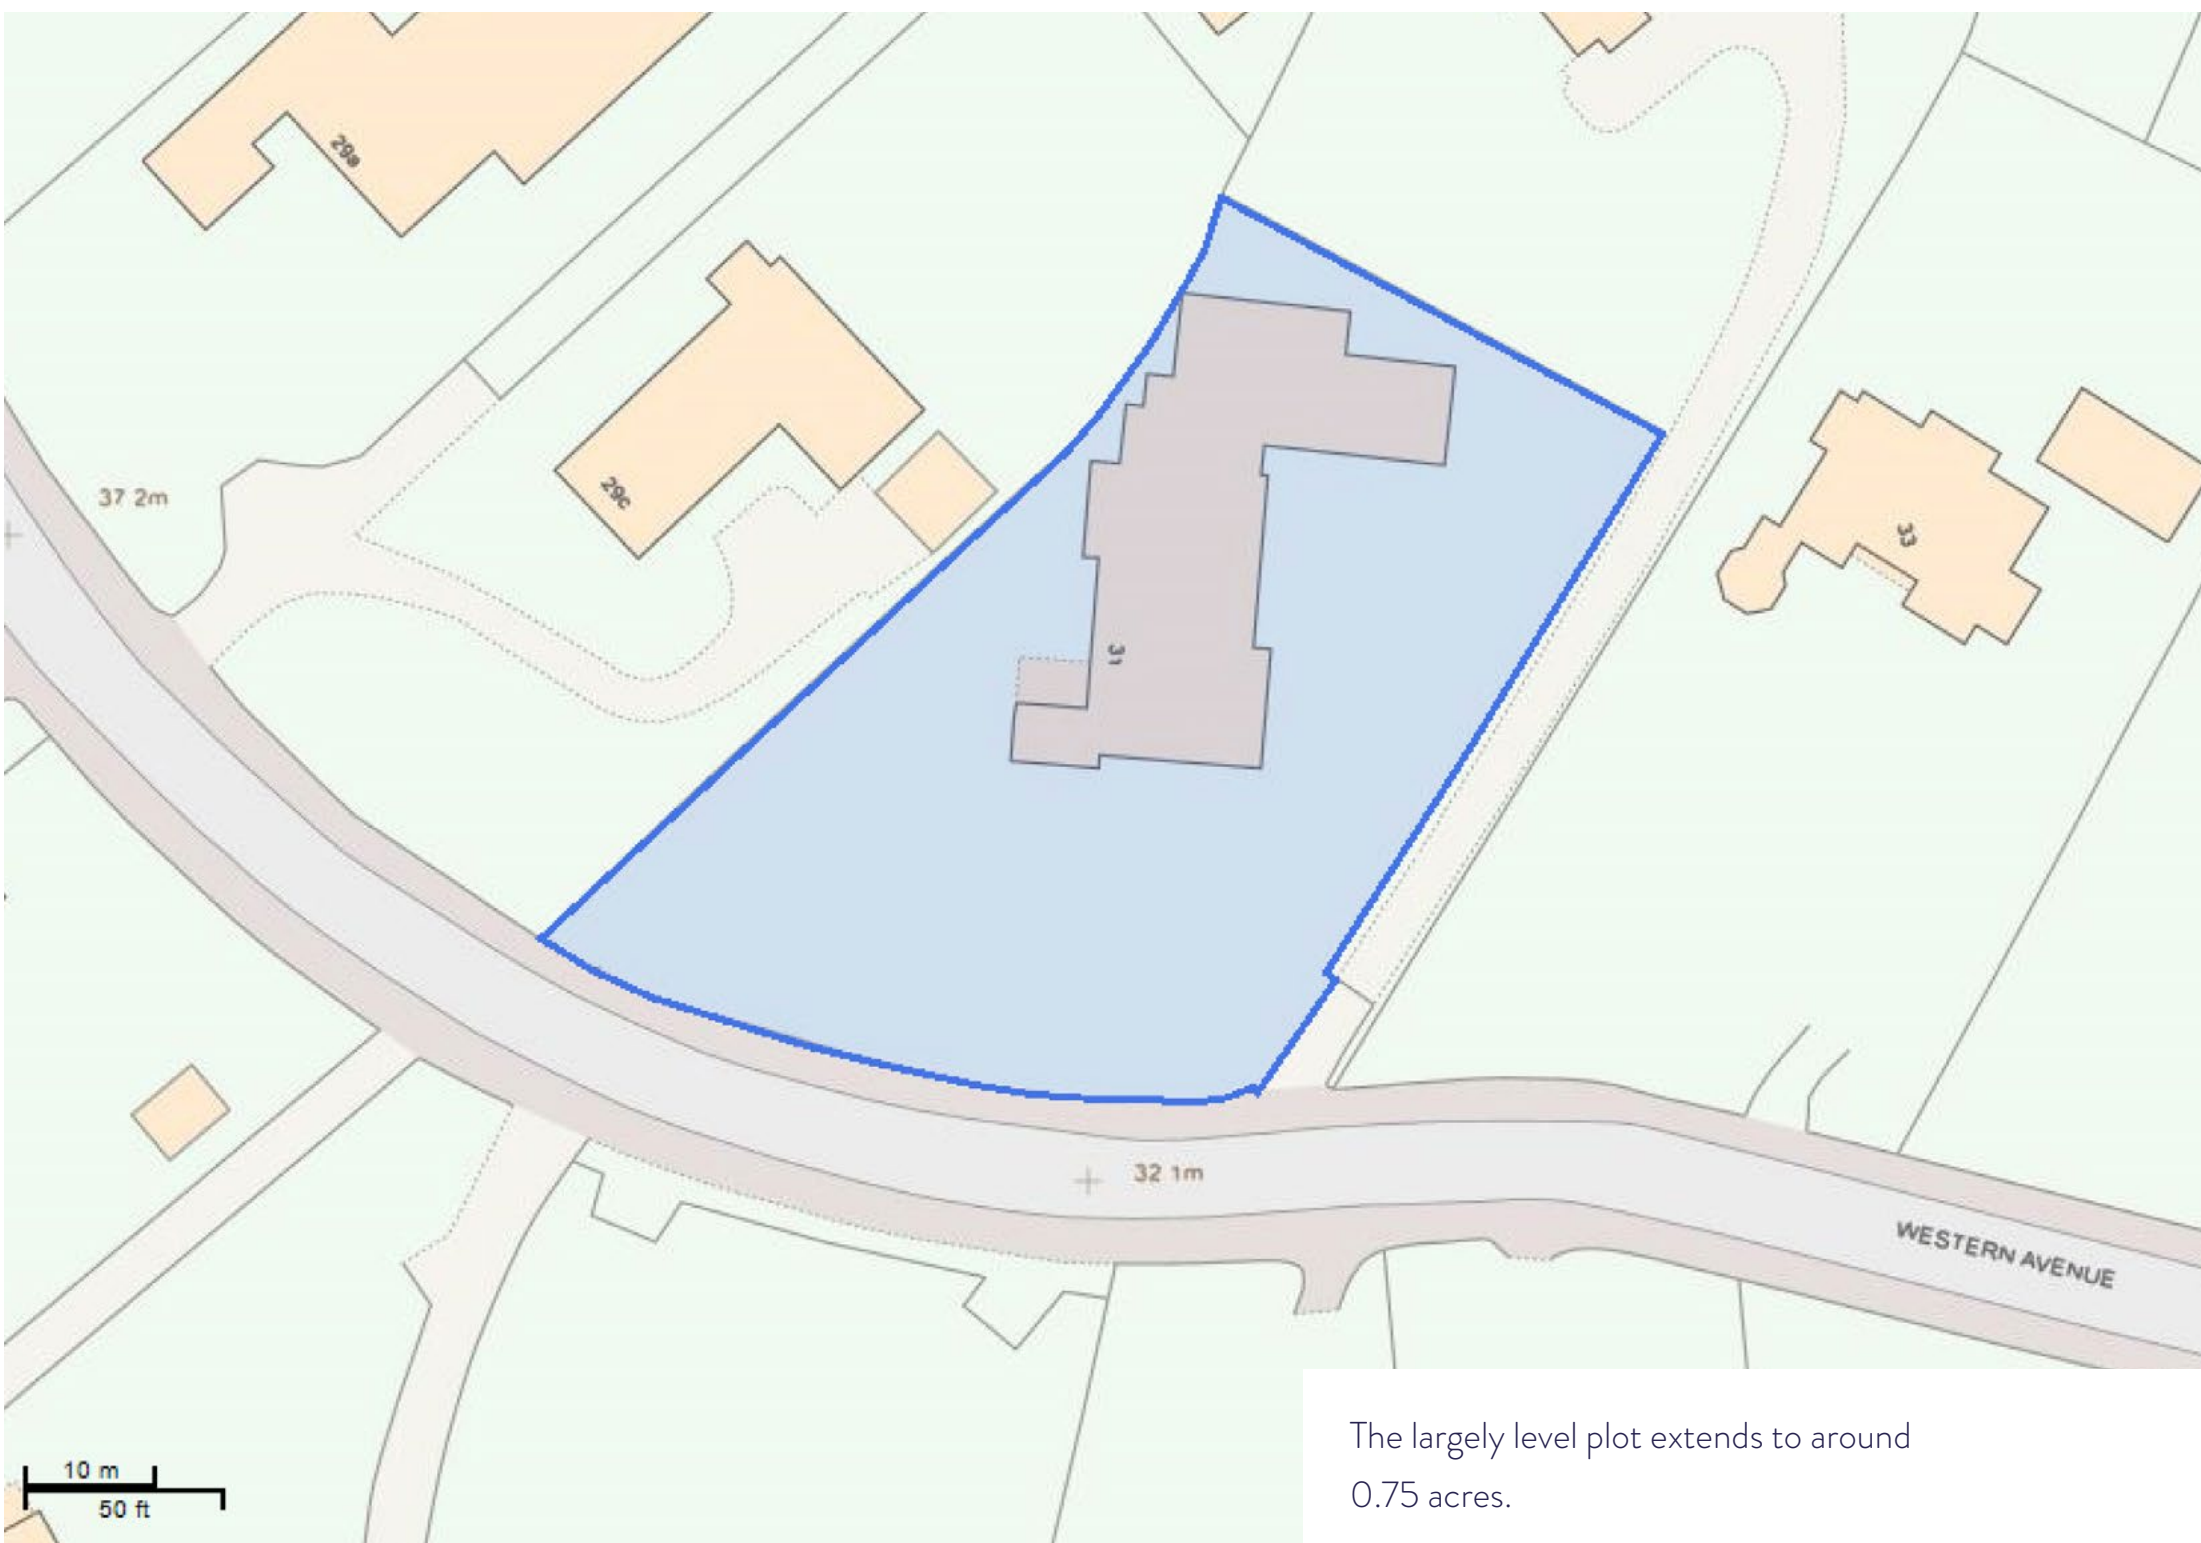 29a
37 2m
29c
33
31
32 1m
WESTERN AVENUE
10 m
50 ft
The largely level plot extends to around
0.75 acres.